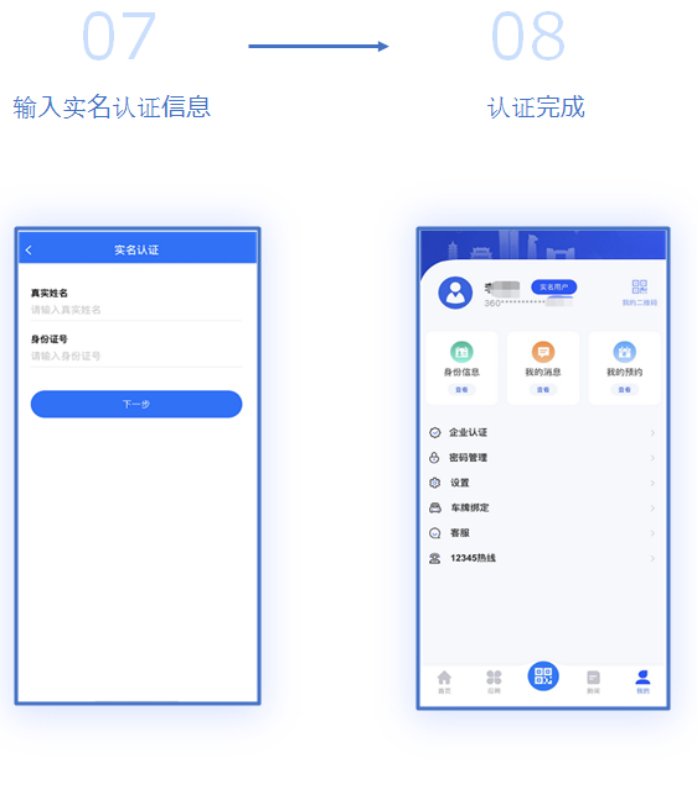 07
08
输入实名认证信息
认证完成
实名认证
真实姓名
请输入真实姓名
身份证号
请输入身份证号
下一步
实名用户
360***********
我的二维码
身份信息
我的消息
我的预约
查看
查看
查看
企业认证
密码管理
设置
车牌绑定
客服
12345热线
首页
应用
新闻
我的